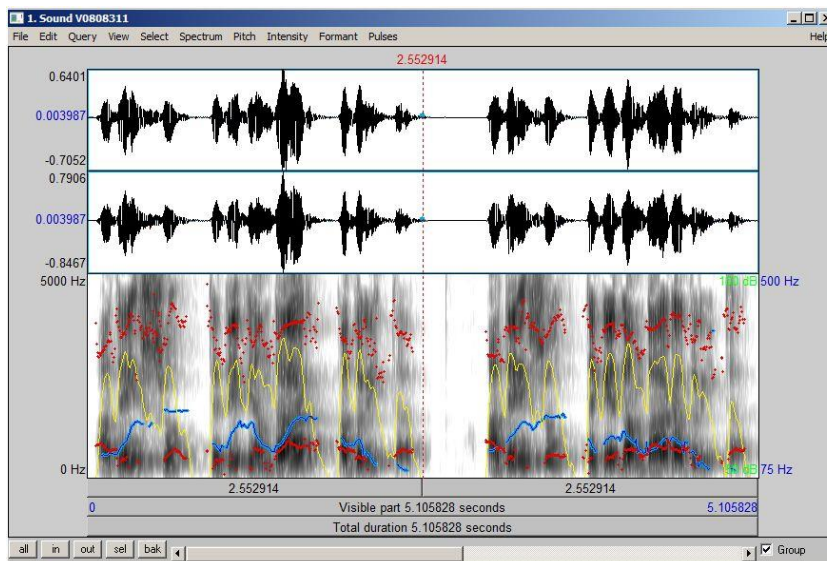 1. Sound V0808311
File Edit Query View Select Spectrum Pitch Intensity Formant Pulses Help
2.552914
0.6401
0.003987
-0.7052
0.7906
0.003987
-0.8467
5000 Hz 100 dB 500 Hz
0 Hz 75 Hz
2.552914 2.552914
0 Visible part 5.105828 seconds 5.105828
Total duration 5.105828 seconds
all in out sel bak Group